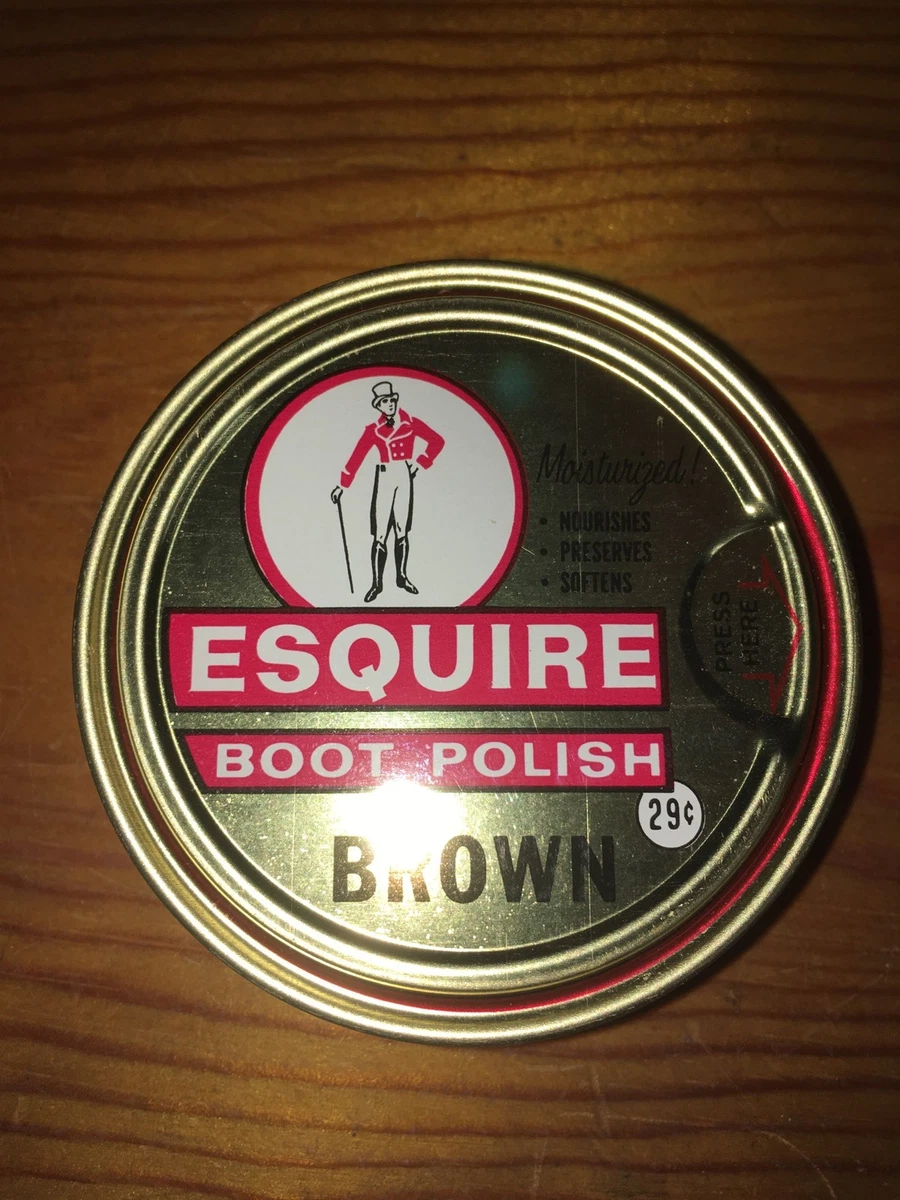 Moisturized!
• NOURISHES
• PRESERVES
• SOFTENS
PRESS
HERE
ESQUIRE
BOOT POLISH
29¢
BROWN